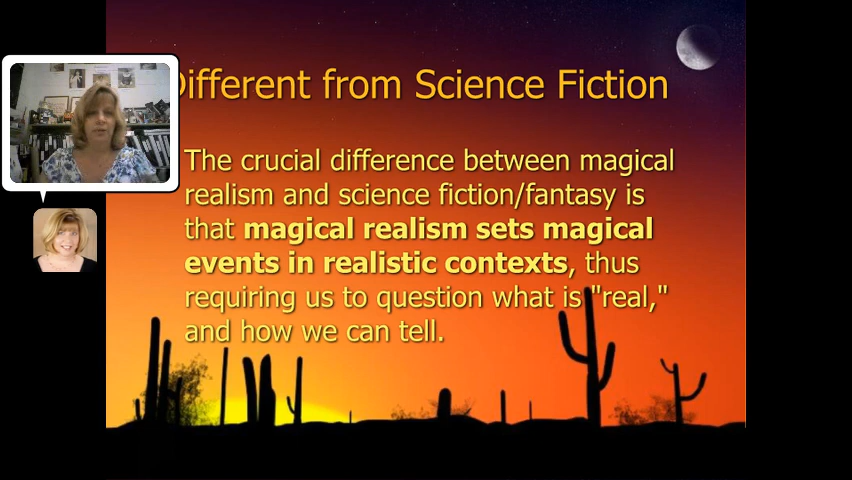 Different from Science Fiction
The crucial difference between magical
realism and science fiction/fantasy is
that magical realism sets magical
events in realistic contexts, thus
requiring us to question what is "real,"
and how we can tell.